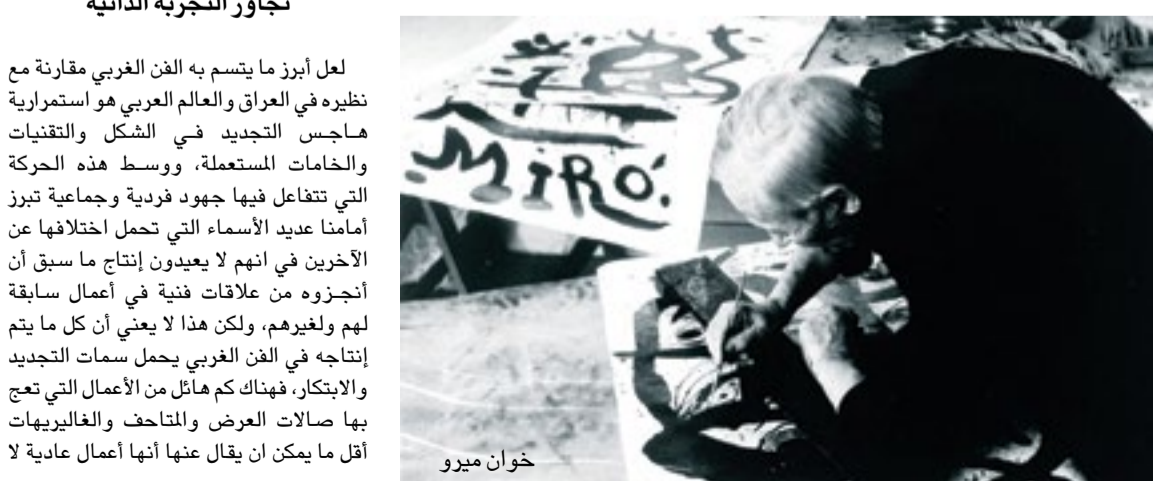 تجاوز التجربة الذاتية
لعل أبرز ما يتسم به الفن الغربي مقارنة مع
نظيره في العراق والعالم العربي هو استمرارية
هاجس التجديد في الشكل والتقنيات
والخامات المستعملة، ووسط هذه الحركة
التي تتفاعل فيها جهود فردية وجماعية تبرز
أمامنا عديد الأسماء التي تحمل اختلافها عن
الآخرين في انهم لا يعيدون إنتاج ما سبق أن
أنجزوه من علاقات فنية في أعمال سابقة
لهم ولغيرهم، ولكن هذا لا يعني أن كل ما يتم
إنتاجه في الفن الغربي يحمل سمات التجديد
والابتكار، فهناك كم هائل من الأعمال التي تعج
بها صالات العرض والمتاحف والغاليريهات
أقل ما يمكن ان يقال عنها أنها أعمال عادية لا
MIRÓ.
خوان ميرو